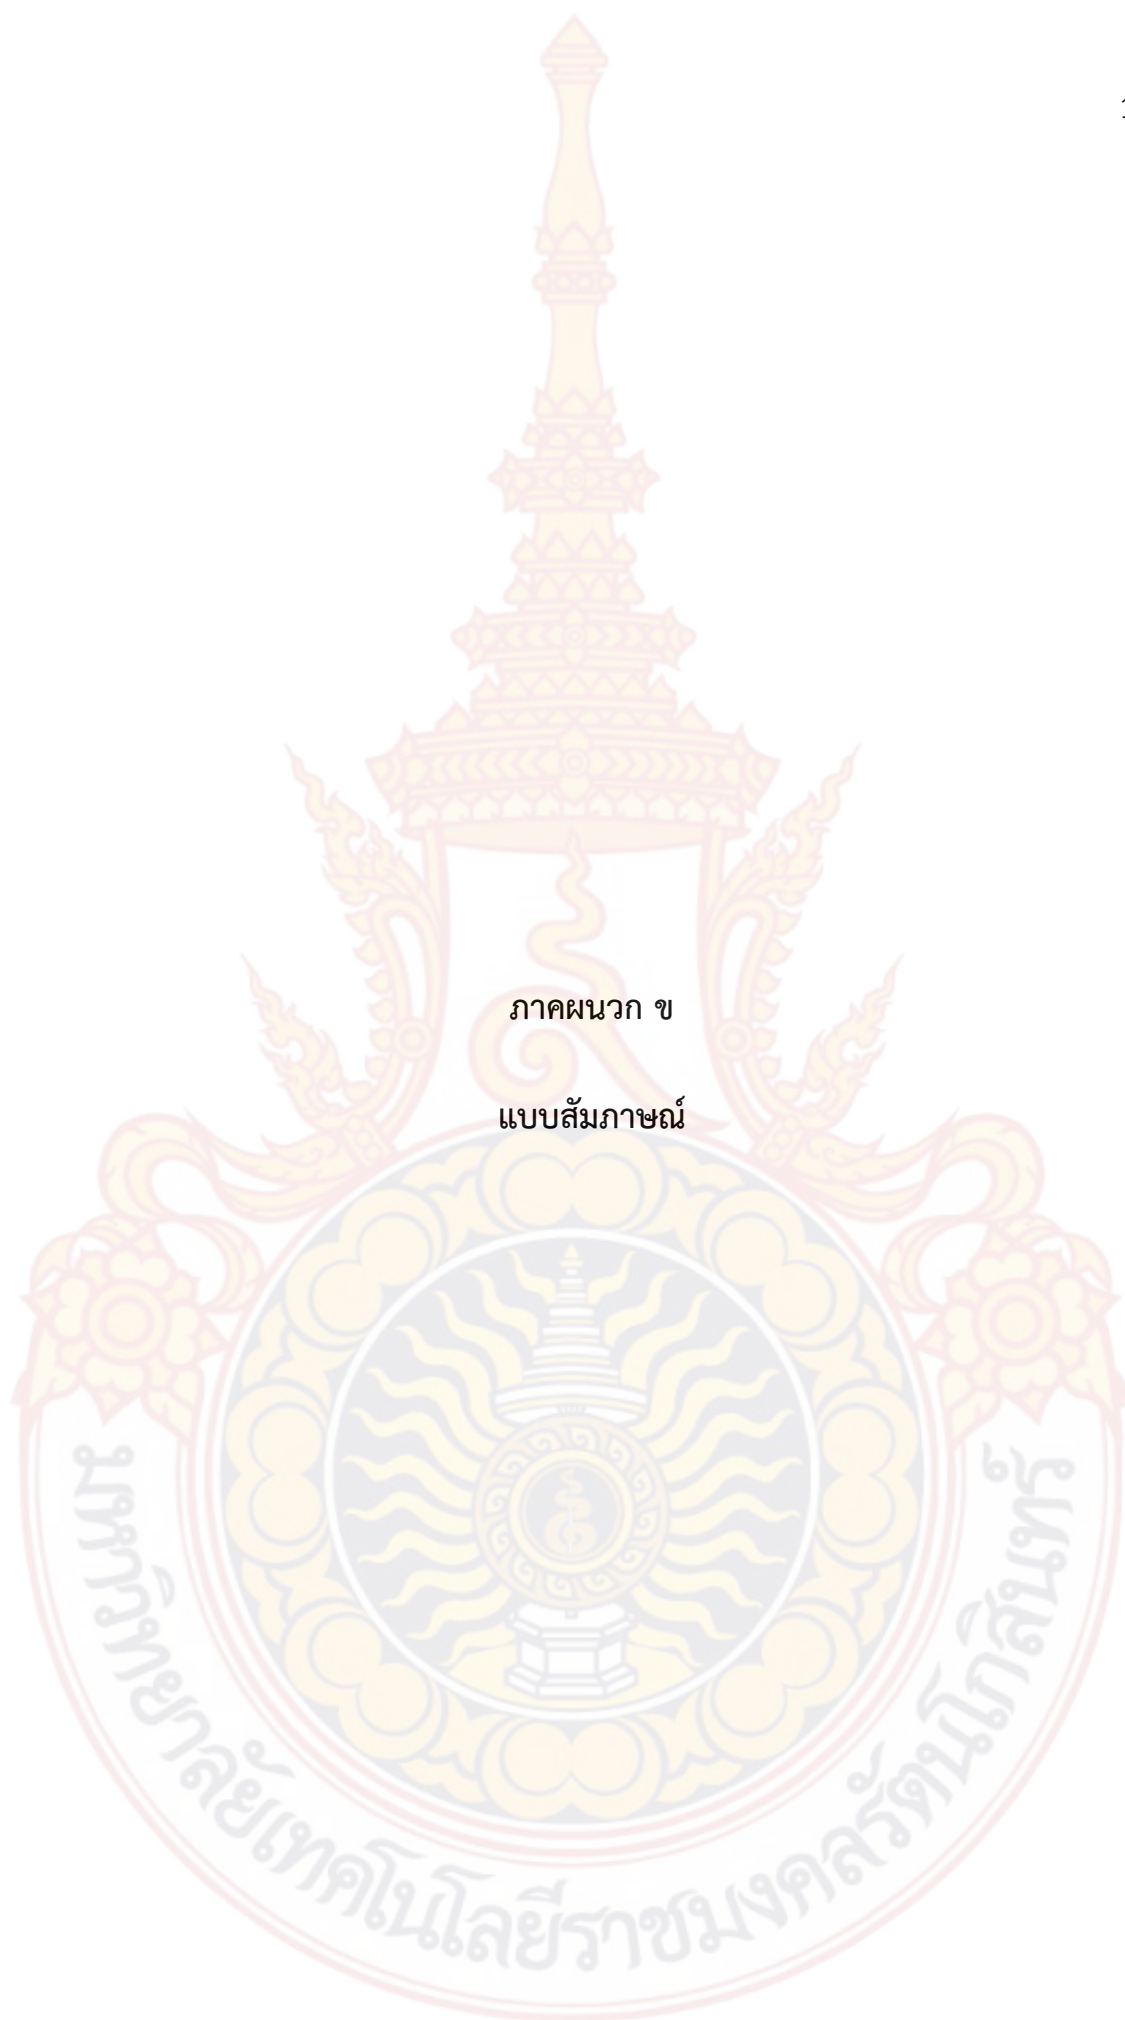 ภาคผนวก ข
แบบสัมภาษณ์
มหาวิทยาลัยเทคโนโลยีราชมงคลรัตนโกสินทร์